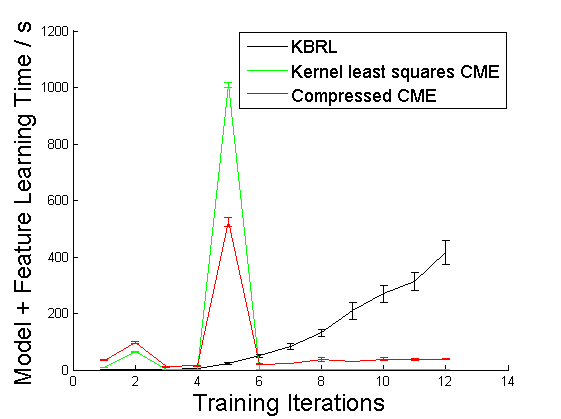 Model + Feature Learning Time / s
1200
1000
800
600
400
200
0
KBRL
Kernel least squares CME
Compressed CME
0 2 4 6 8 10 12 14
Training Iterations